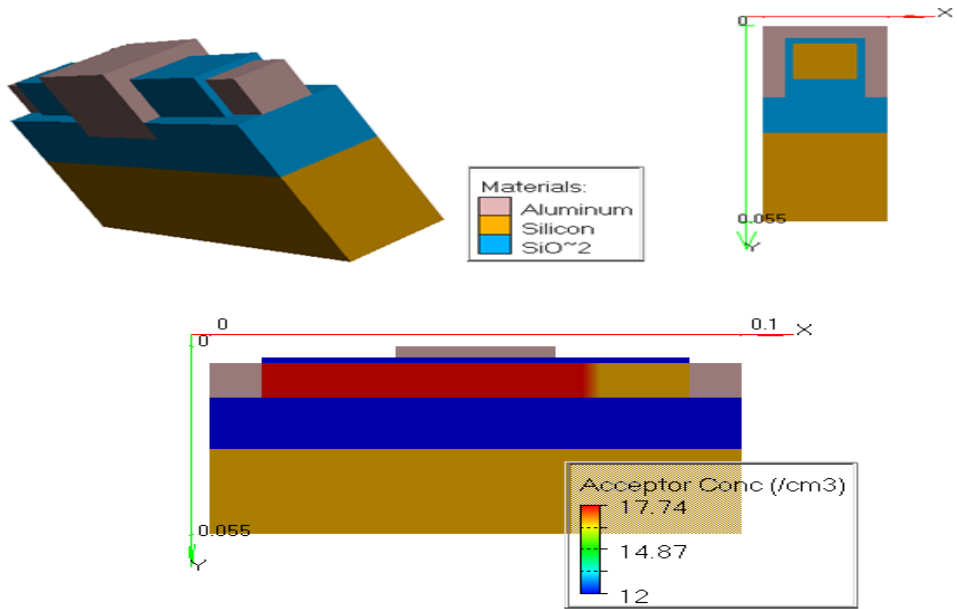 X
0
Materials:
Aluminum
Silicon
SiO~2
0.055
Y
0
0.1
X
0
Acceptor Conc (/cm3)
17.74
14.87
12
0.055
Y